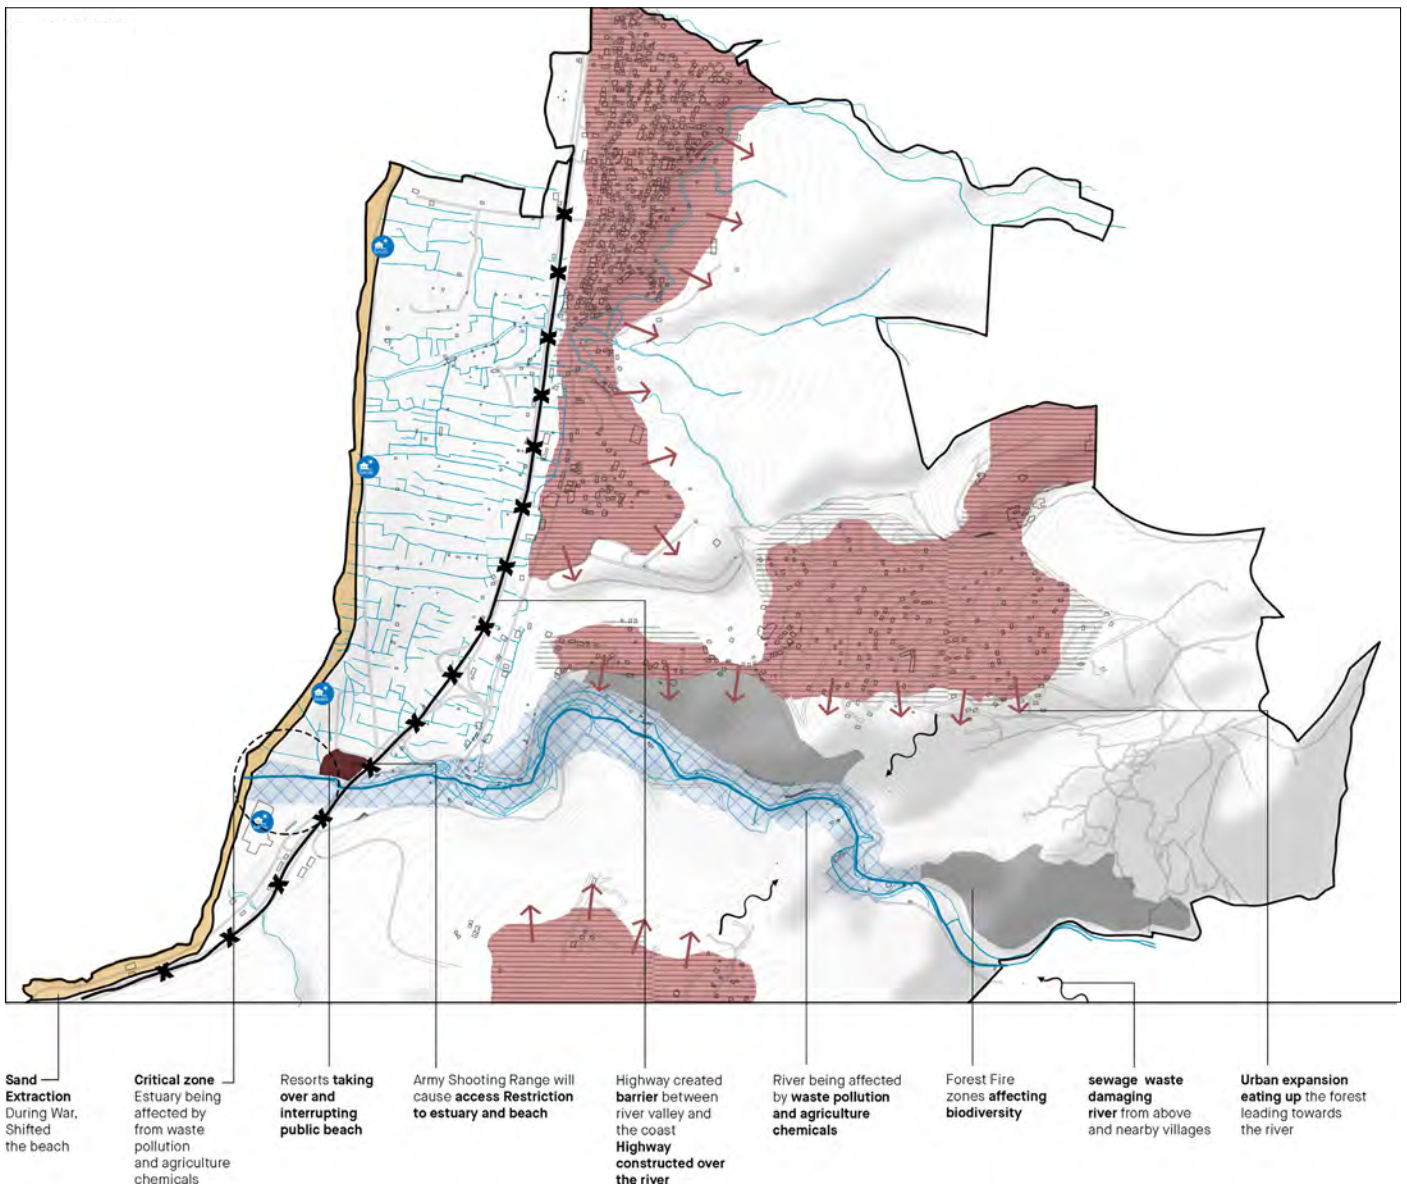 Sand
Extraction
During War,
Shifted
the beach
Critical zone
Estuary being
affected by
from waste
pollution
and agriculture
chemicals
Resorts taking
over and
interrupting
public beach
Army Shooting Range will
cause access Restriction
to estuary and beach
Highway created
barrier between
river valley and
the coast
Highway
constructed over
the river
River being affected
by waste pollution
and agriculture
chemicals
Forest Fire
zones affecting
biodiversity
sewage waste
damaging
river from above
and nearby villages
Urban expansion
eating up the forest
leading towards
the river